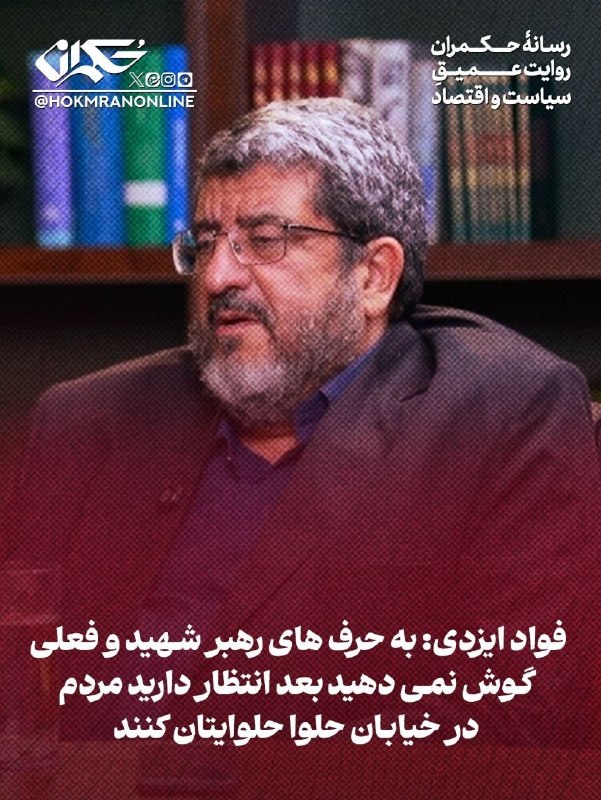 رسانهٔ حکمران
روایت عمیق
سیاست و اقتصاد
حکمران
@HOKMRANONLINE
فواد ایزدی: به حرف های رهبر شهید و فعلی
گوش نمی دهید بعد انتظار دارید مردم
در خیابان حلوا حلوایتان کنند